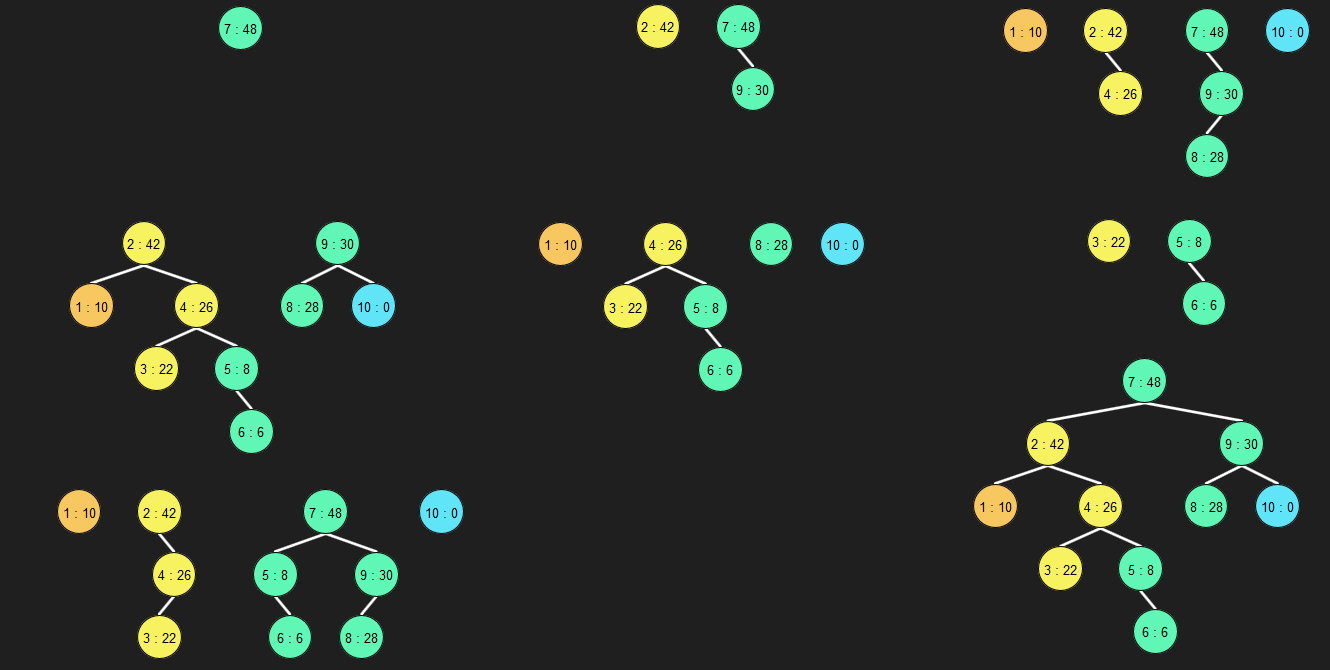 7 : 48
2 : 42 7 : 48
9 : 30
1 : 10 2 : 42 7 : 48 10 : 0
4 : 26 9 : 30
8 : 28
2 : 42 9 : 30
1 : 10 4 : 26 8 : 28 10 : 0
3 : 22 5 : 8
6 : 6
1 : 10 4 : 26 8 : 28 10 : 0
3 : 22 5 : 8
6 : 6
3 : 22 5 : 8
6 : 6
1 : 10 2 : 42 7 : 48 10 : 0
4 : 26 5 : 8 9 : 30
3 : 22 6 : 6 8 : 28
7 : 48
2 : 42 9 : 30
1 : 10 4 : 26 8 : 28 10 : 0
3 : 22 5 : 8
6 : 6